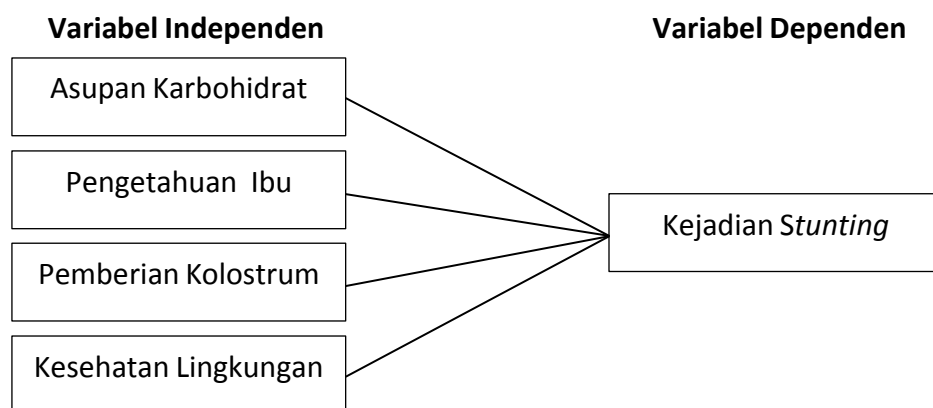 Variabel Independen
Variabel Dependen
Asupan Karbohidrat
Pengetahuan Ibu
Kejadian Stunting
Pemberian Kolostrum
Kesehatan Lingkungan